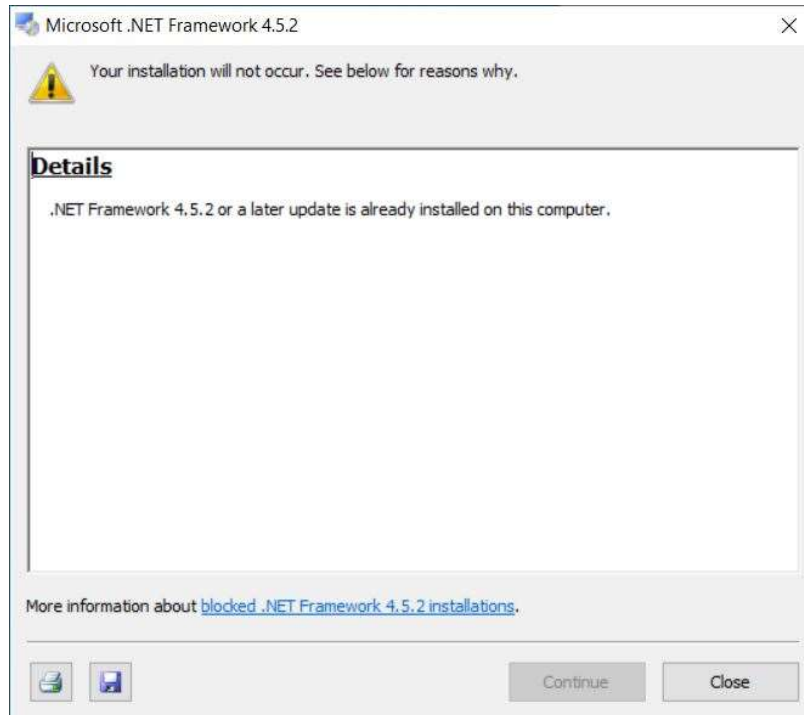 Microsoft .NET Framework 4.5.2
Your installation will not occur. See below for reasons why.
Details
.NET Framework 4.5.2 or a later update is already installed on this computer.
More information about blocked .NET Framework 4.5.2 installations.
Continue
Close